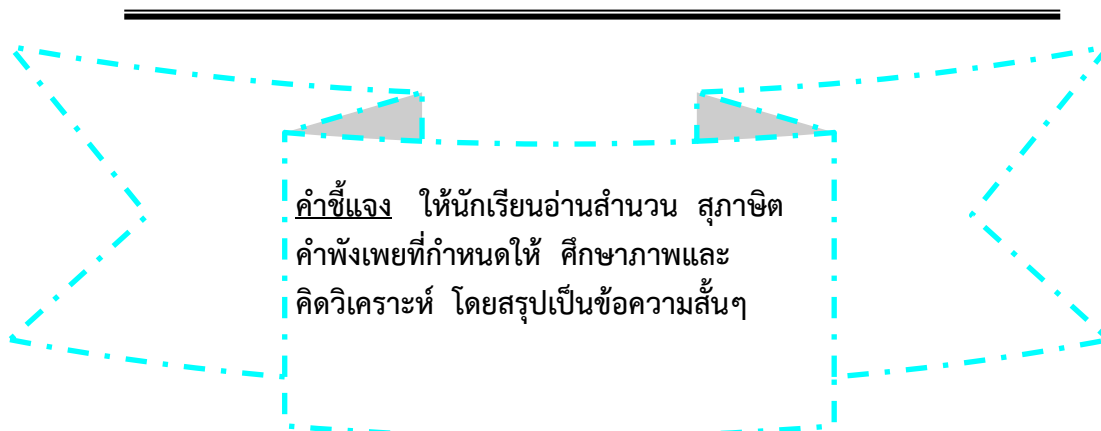 คำชี้แจง ให้นักเรียนอ่านสำนวน สุภาษิต
คำพังเพยที่กำหนดให้ ศึกษาภาพและ
คิดวิเคราะห์ โดยสรุปเป็นข้อความสั้นๆ